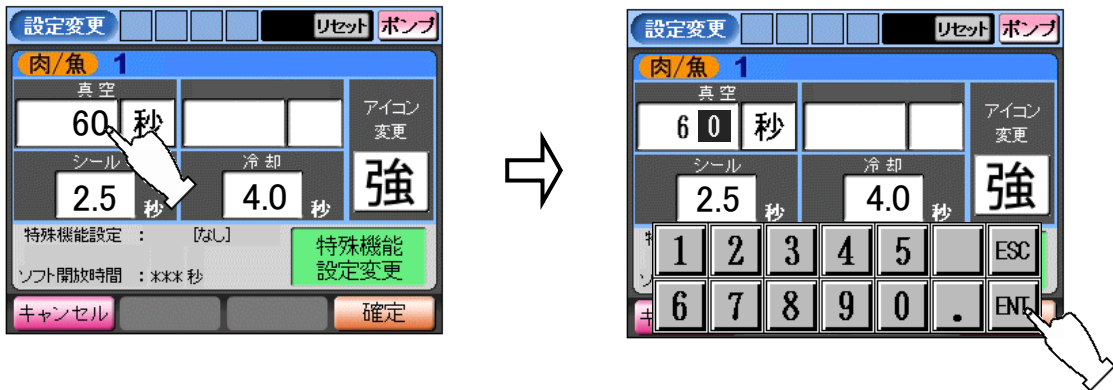 設定変更 リセット ポンプ
肉/魚 1
真空
60 秒
アイコン
変更
シール 冷却
2.5 秒 4.0 秒 強
特殊機能設定 : [なし]
ソフト開放時間 :***秒
特殊機能
設定変更
キャンセル 確定
設定変更 リセット ポンプ
肉/魚 1
真空
60 秒
アイコン
変更
シール 冷却
2.5 秒 4.0 秒 強
1 2 3 4 5 ESC
6 7 8 9 0 . ENT